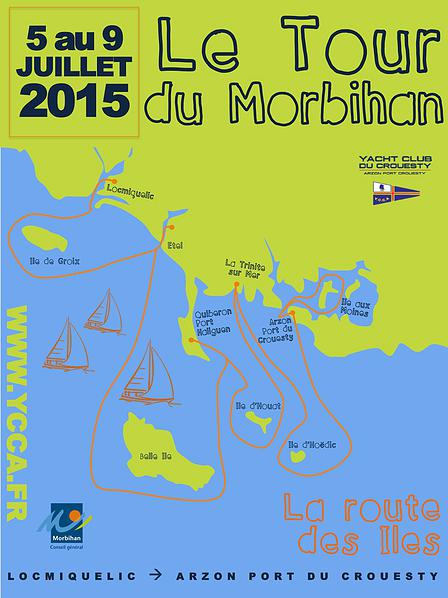 5 au 9
JUILLET
2015
Le Tour
du Morbihan
YACHT CLUB
DU CROUESTY
ARZON PORT CROUESTY
Y.C.C.A
Locmiquelic
Etel
Ile de Groix
La Trinite
sur Mer
Quiberon
Port
Haliguen
Arzon
Port du
Crouesty
Ile aux
Moines
Ile d'Houat
Ile d'Hoëdic
Belle Ile
WWW.YCCA.FR
Morbihan
Conseil général
La route
des Iles
LOCMIQUELIC → ARZON PORT DU CROUESTY